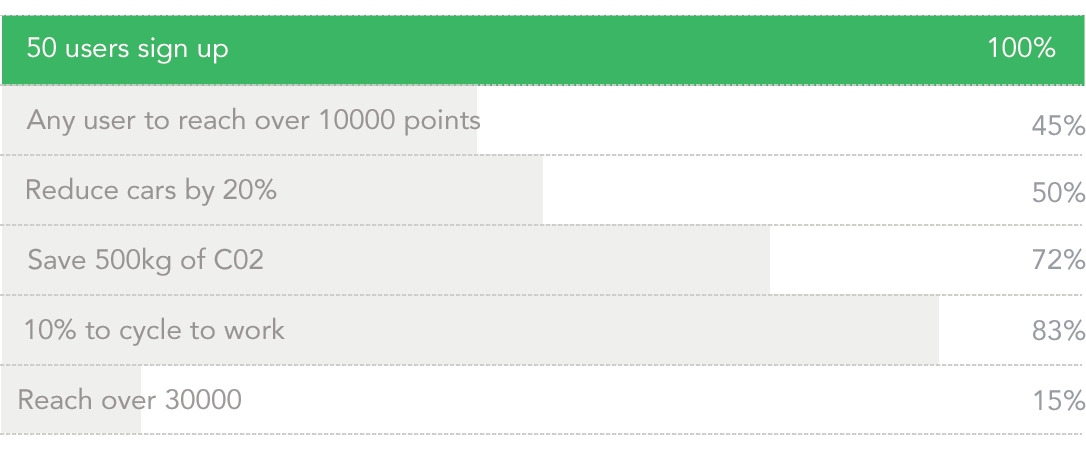 50 users sign up 100%
Any user to reach over 10000 points 45%
Reduce cars by 20% 50%
Save 500kg of C02 72%
10% to cycle to work 83%
Reach over 30000 15%